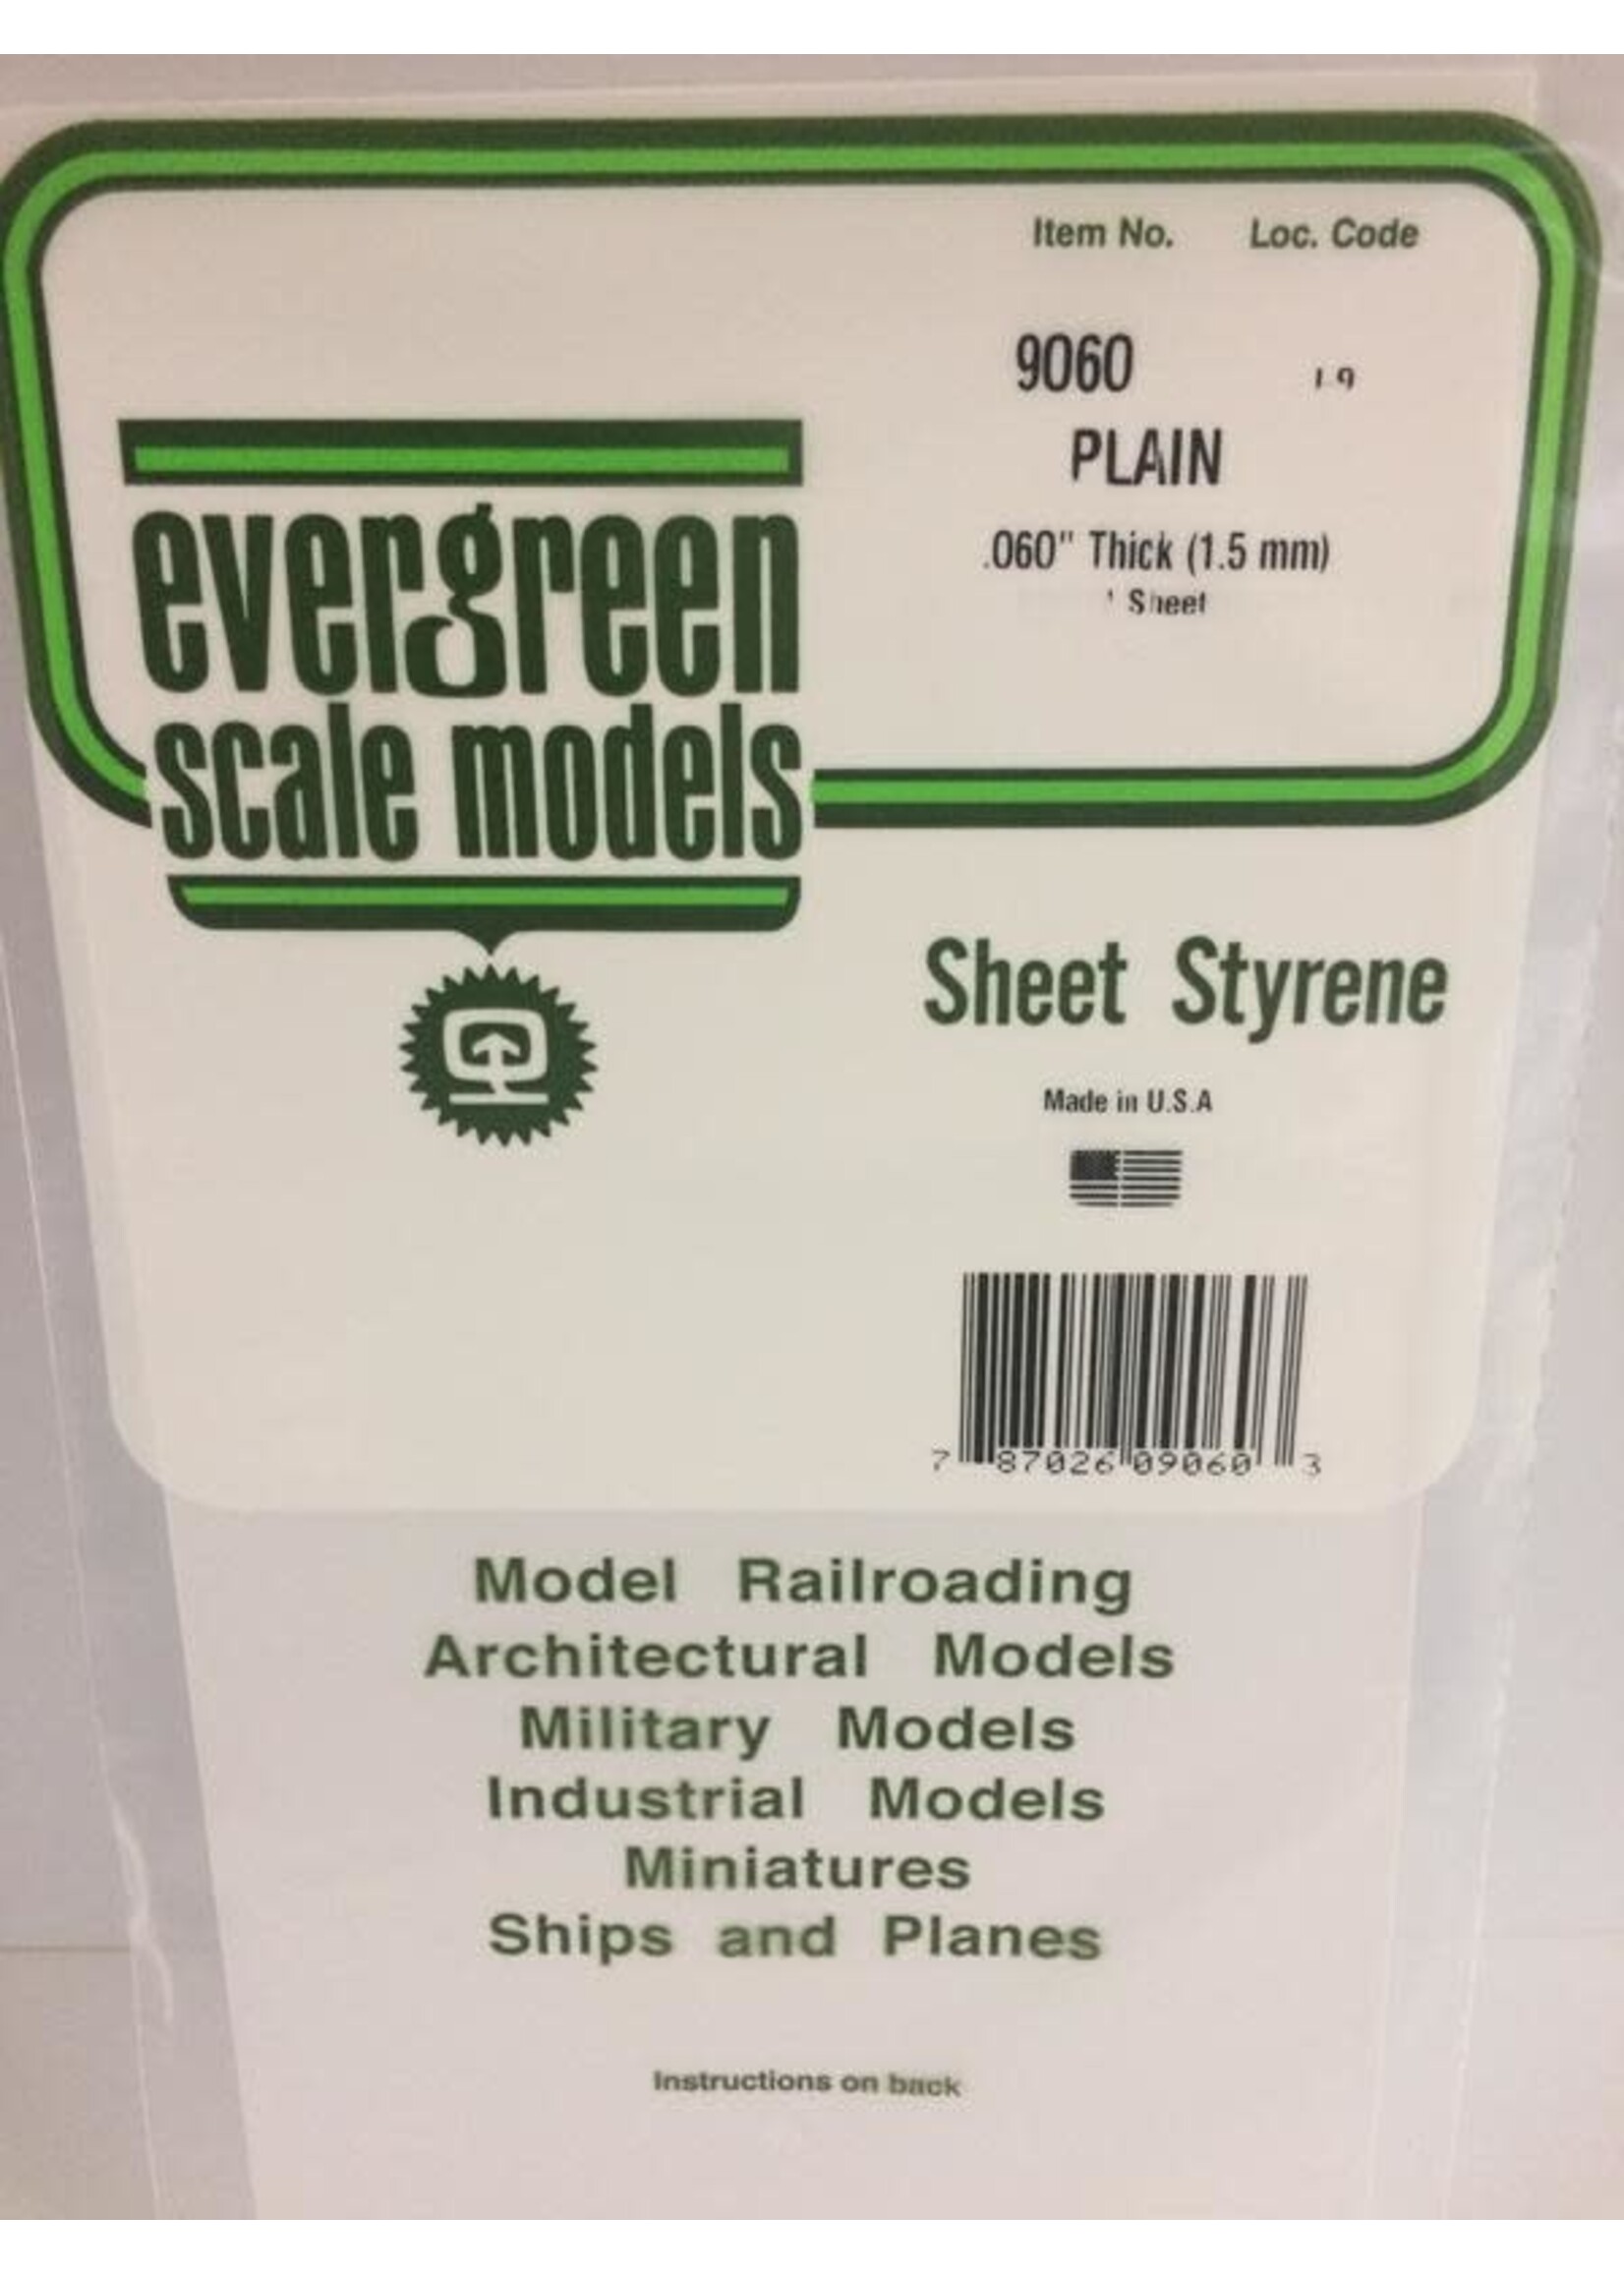 Item No. Loc. Code
9060
PLAIN
.060" Thick (1.5 mm)
Sheet
evergreen
scale models
Sheet Styrene
Made in U.S.A
7 87026 09060 3
Model Railroading
Architectural Models
Military Models
Industrial Models
Miniatures
Ships and Planes
Instructions on back